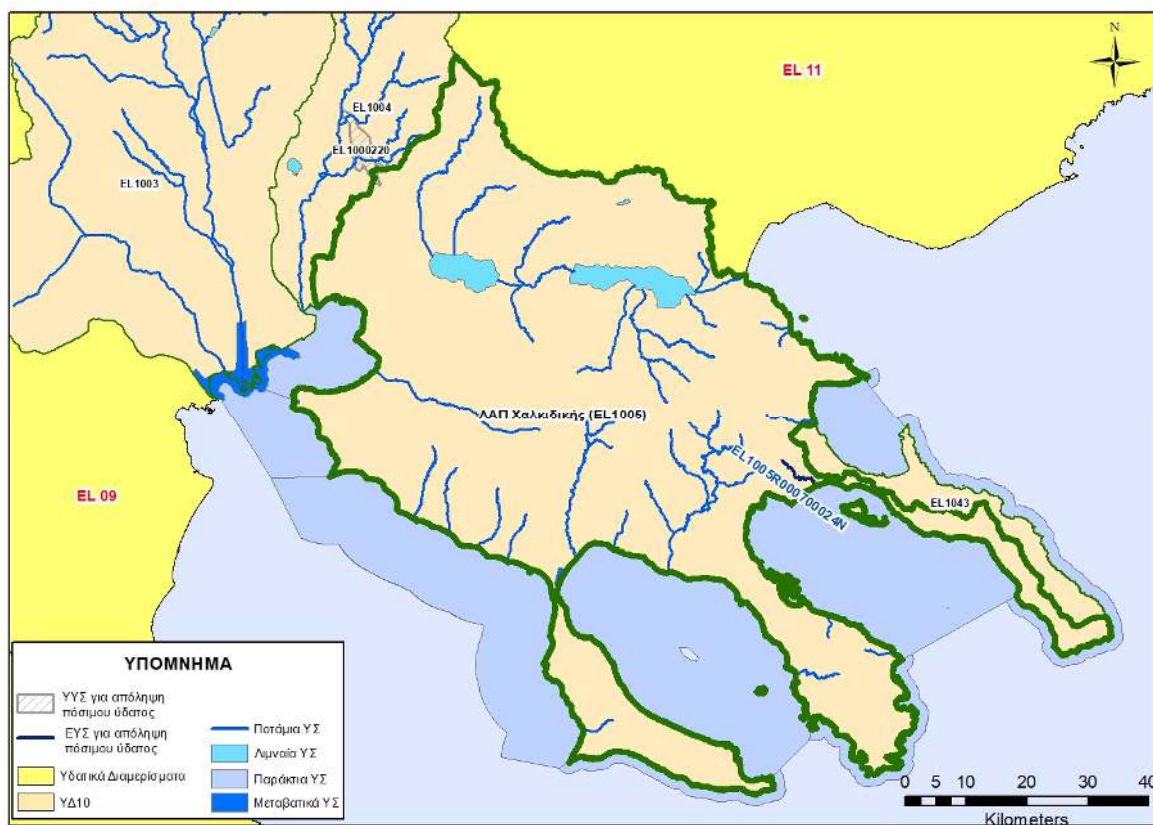 N
EL 11
EL1004
EL1000220
EL1003
ΛΑΠ Χαλκιδικής (EL1005)
EL1005R000700024N
EL1043
EL 09
ΥΠΟΜΝΗΜΑ
ΥΥΣ για απόληψη
πόσιμου ύδατος
ΕΥΣ για απόληψη
πόσιμου ύδατος
Υδατικά Διαμερίσματα
ΥΔ10
Ποτάμια ΥΣ
Λιμναία ΥΣ
Παράκτια ΥΣ
Μεταβατικά ΥΣ
0 5 10 20 30 40
Kilometers